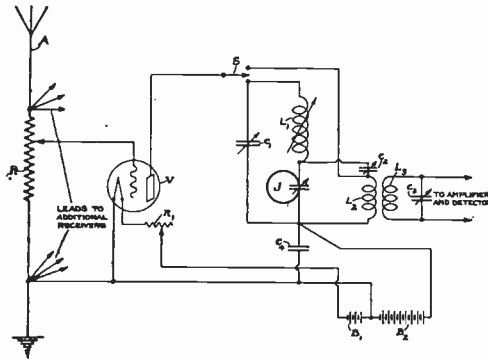 A
S
L₁
C₁
C₂
L₃
R
V
J
L₂
C₃
TO AMPLIFIER
AND DETECTOR
LEADS TO
ADDITIONAL
RECEIVERS
R₁
C₄
B₁
B₂